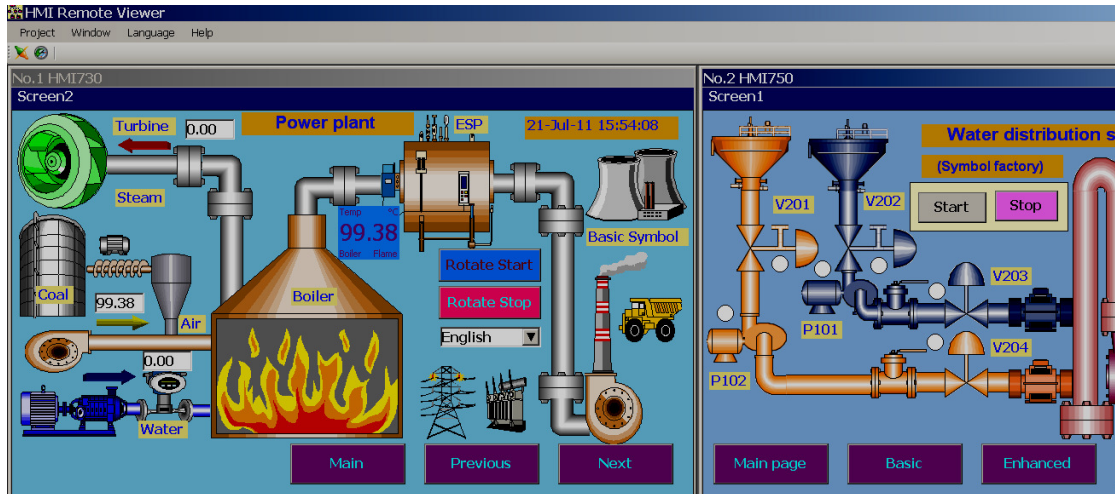 HMI Remote Viewer
Project Window Language Help
No.1 HMI730
Screen2
Turbine
0.00
Power plant
ESP
21-Jul-11 15:54:08
Steam
Temp °C
99.38
Boiler Flame
Basic Symbol
Rotate Start
Coal
99.38
Boiler
Rotate Stop
Air
English
0.00
Water
Main
Previous
Next
No.2 HMI750
Screen1
Water distribution s
(Symbol factory)
V201
V202
Start
Stop
V203
P101
V204
P102
Main page
Basic
Enhanced